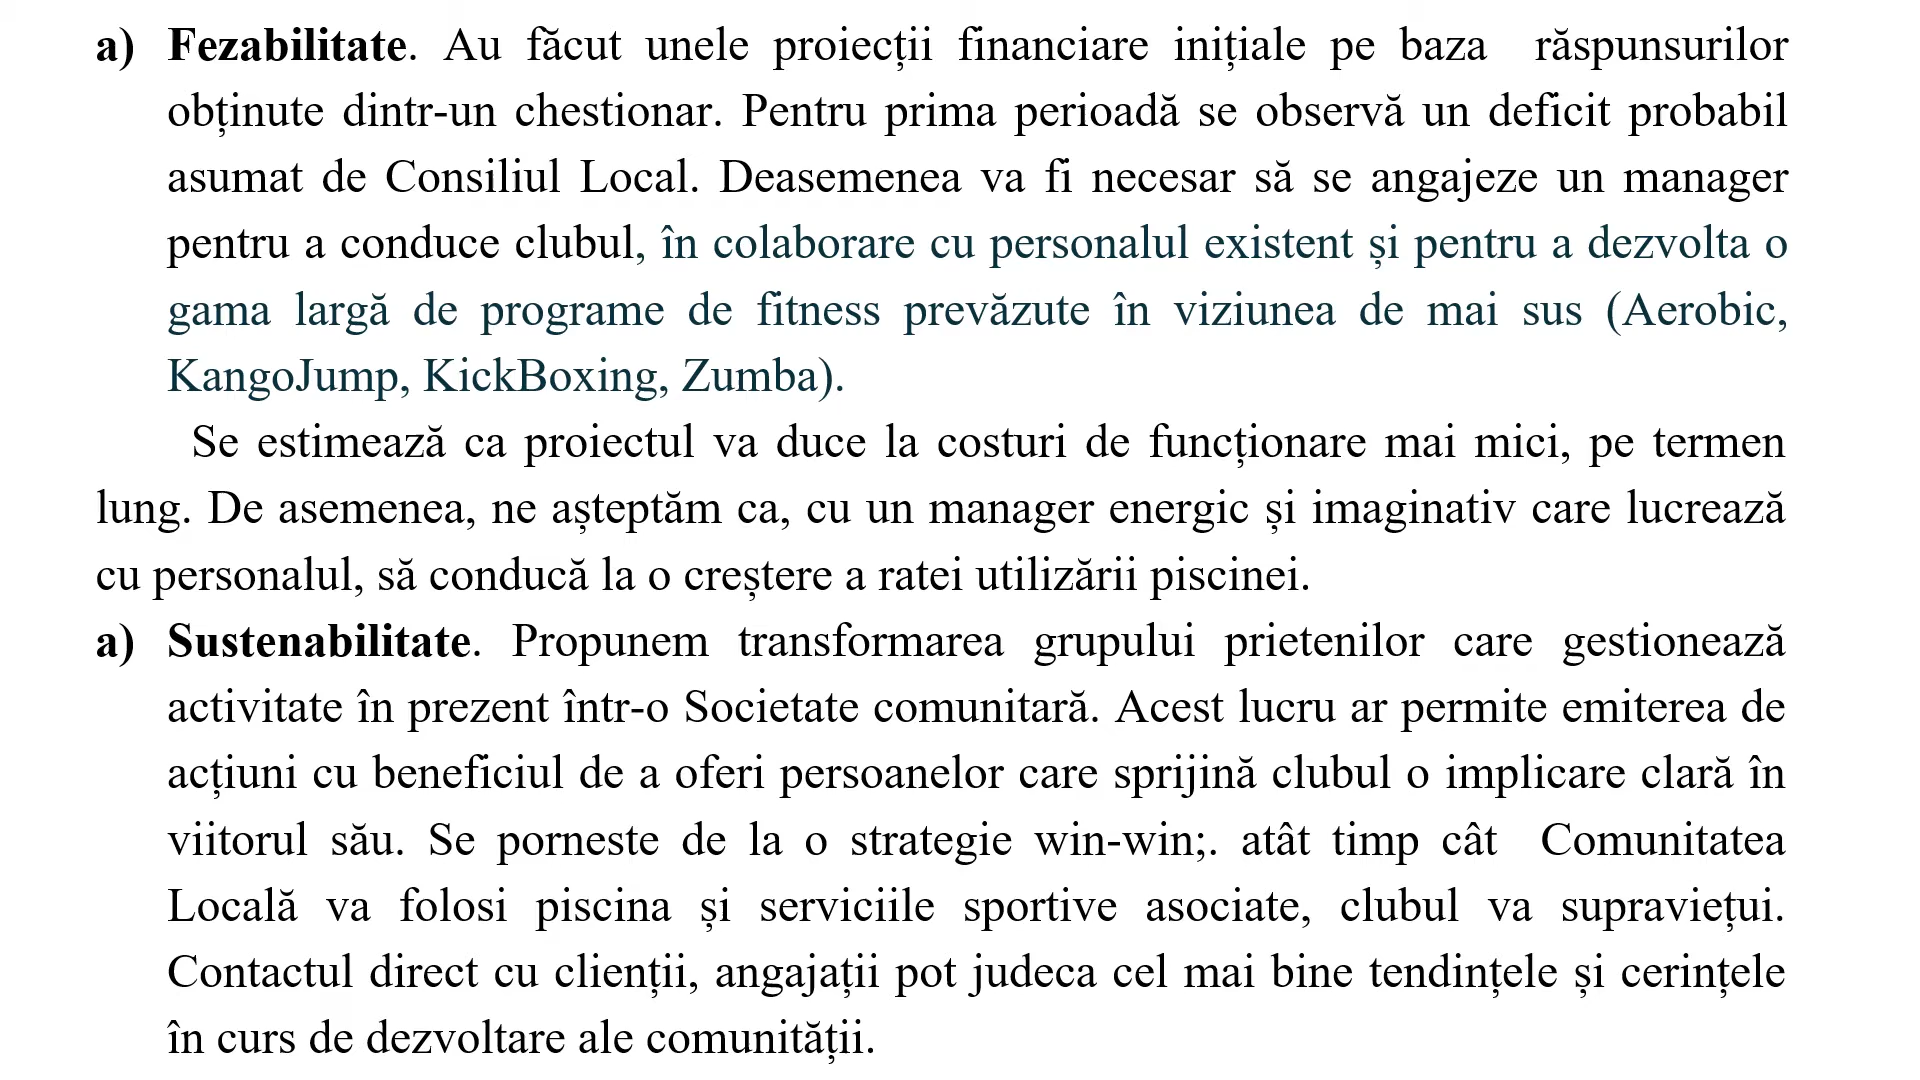 a) Fezabilitate. Au făcut unele proiecții financiare inițiale pe baza răspunsurilor
obținute dintr-un chestionar. Pentru prima perioadă se observă un deficit probabil
asumat de Consiliul Local. Deasemenea va fi necesar să se angajeze un manager
pentru a conduce clubul, în colaborare cu personalul existent și pentru a dezvolta o
gama largă de programe de fitness prevăzute în viziunea de mai sus (Aerobic,
KangoJump, KickBoxing, Zumba).
Se estimează ca proiectul va duce la costuri de funcționare mai mici, pe termen
lung. De asemenea, ne așteptăm ca, cu un manager energic și imaginativ care lucrează
cu personalul, să conducă la o creștere a ratei utilizării piscinei.
a) Sustenabilitate. Propunem transformarea grupului prietenilor care gestionează
activitate în prezent într-o Societate comunitară. Acest lucru ar permite emiterea de
acțiuni cu beneficiul de a oferi persoanelor care sprijină clubul o implicare clară în
viitorul său. Se porneste de la o strategie win-win;. atât timp cât Comunitatea
Locală va folosi piscina și serviciile sportive asociate, clubul va supraviețui.
Contactul direct cu clienții, angajații pot judeca cel mai bine tendințele și cerințele
în curs de dezvoltare ale comunității.